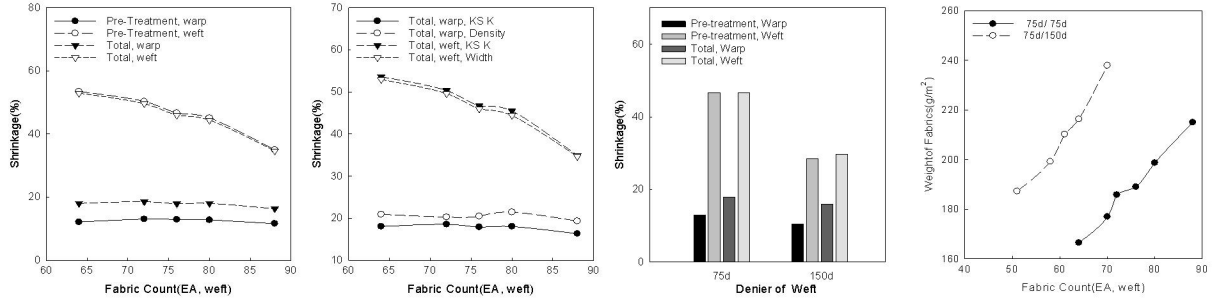 Pre-Treatment, warp
Pre-Treatment, weft
Total, warp
Total, weft
80
60
40
20
0
Shrinkage(%)
60 65 70 75 80 85 90
Fabric Count(EA, weft)
Total, warp, KS K
Total, warp, Density
Total, weft, KS K
Total, weft, Width
70
60
50
40
30
20
10
Shrinkage(%)
60 65 70 75 80 85 90
Fabric Count(EA, weft)
Pre-treatment, Warp
Pre-treatment, Weft
Total, Warp
Total, Weft
60
40
20
0
Shrinkage(%)
75d 150d
Denier of Weft
75d/ 75d
75d/150d
260
240
220
200
180
160
Weightof Fabrics(g/m²)
40 50 60 70 80 90
Fabric Count(EA, weft)